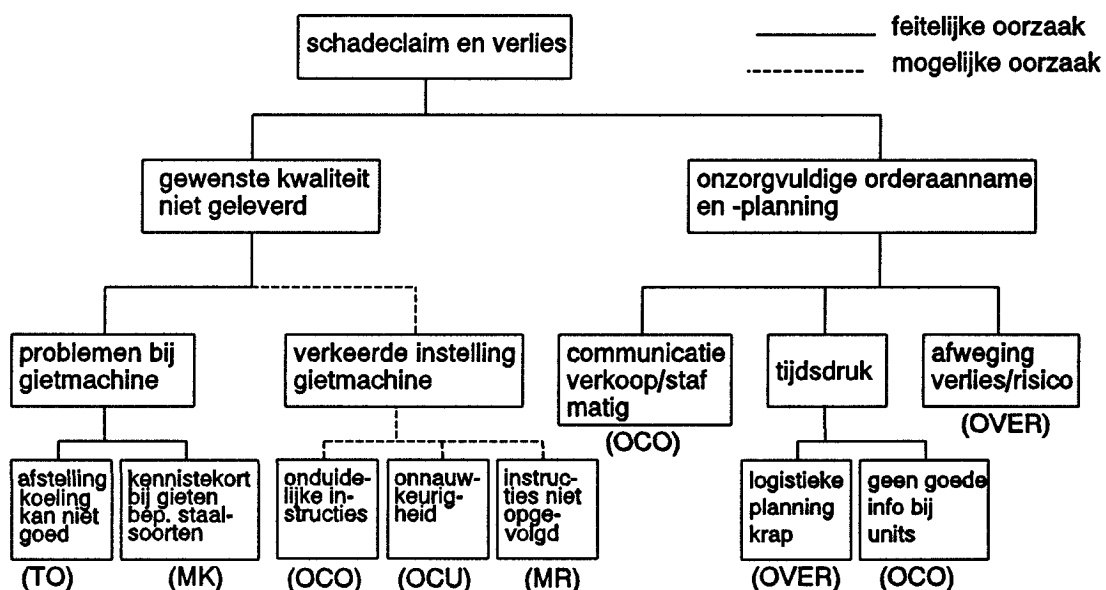 schadeclaim en verlies
feitelijke oorzaak
mogelijke oorzaak
gewenste kwaliteit
niet geleverd
onzorgvuldige orderaanname
en -planning
problemen bij
gietmachine
verkeerde instelling
gietmachine
communicatie
verkoop/staf
matig
(OCO)
tijdsdruk
afweging
verlies/risico
(OVER)
afstelling
koeling
kan niet
goed
(TO)
kennistekort
bij gieten
bep. staal-
soorten
(MK)
onduide-
lijke in-
structies
(OCO)
onnauw-
keurig-
heid
(OCU)
instruc-
ties niet
opge-
volgd
(MR)
logistieke
planning
krap
(OVER)
geen goede
info bij
units
(OCO)